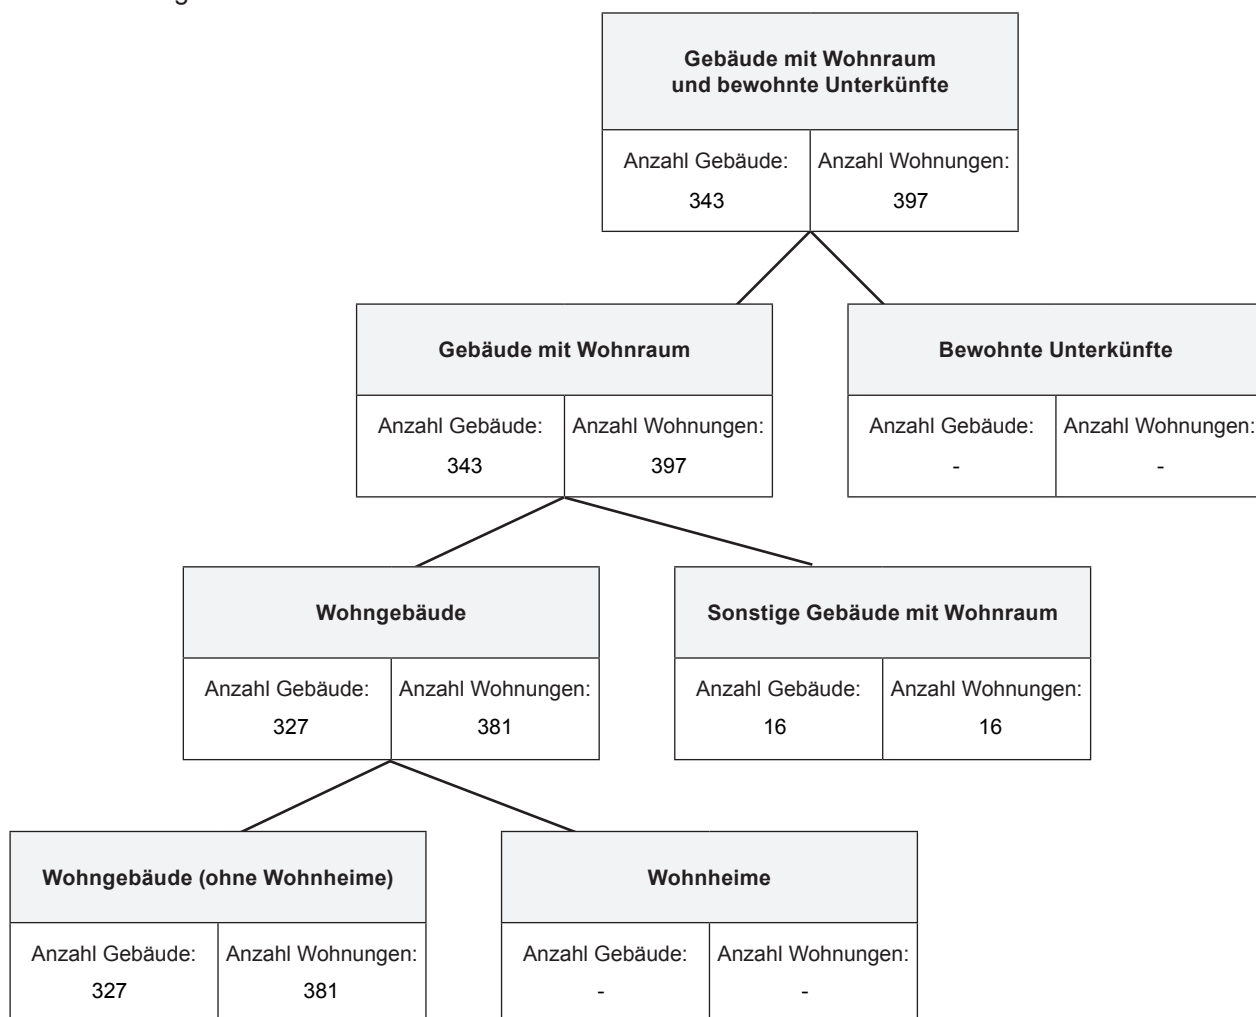 Gebäude mit Wohnraum
und bewohnte Unterkünfte
Anzahl Gebäude: Anzahl Wohnungen:
343 397
Gebäude mit Wohnraum
Anzahl Gebäude: Anzahl Wohnungen:
343 397
Bewohnte Unterkünfte
Anzahl Gebäude: Anzahl Wohnungen:
- -
Wohngebäude
Anzahl Gebäude: Anzahl Wohnungen:
327 381
Sonstige Gebäude mit Wohnraum
Anzahl Gebäude: Anzahl Wohnungen:
16 16
Wohngebäude (ohne Wohnheime)
Anzahl Gebäude: Anzahl Wohnungen:
327 381
Wohnheime
Anzahl Gebäude: Anzahl Wohnungen:
- -